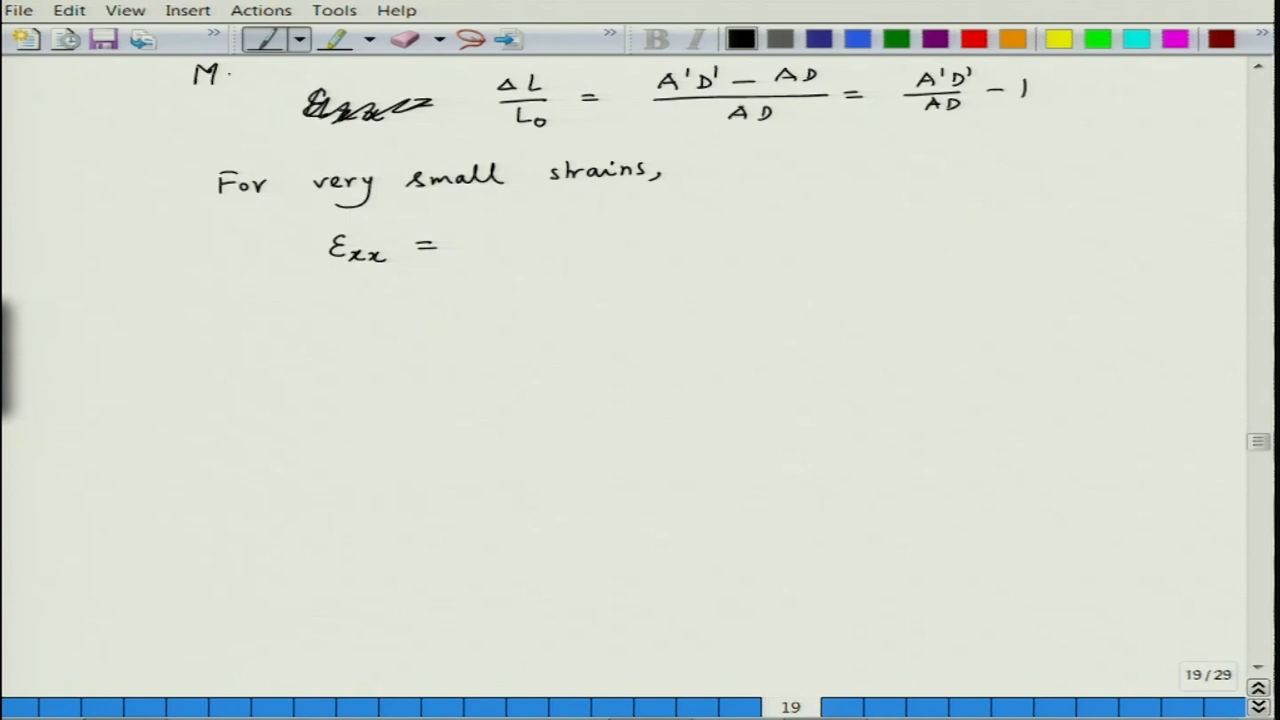 File Edit View Insert Actions Tools Help
B I
M.
ΔL/L₀ = (A'D' − AD)/AD = A'D'/AD − 1
For very small strains,
εxx =
19 / 29
19